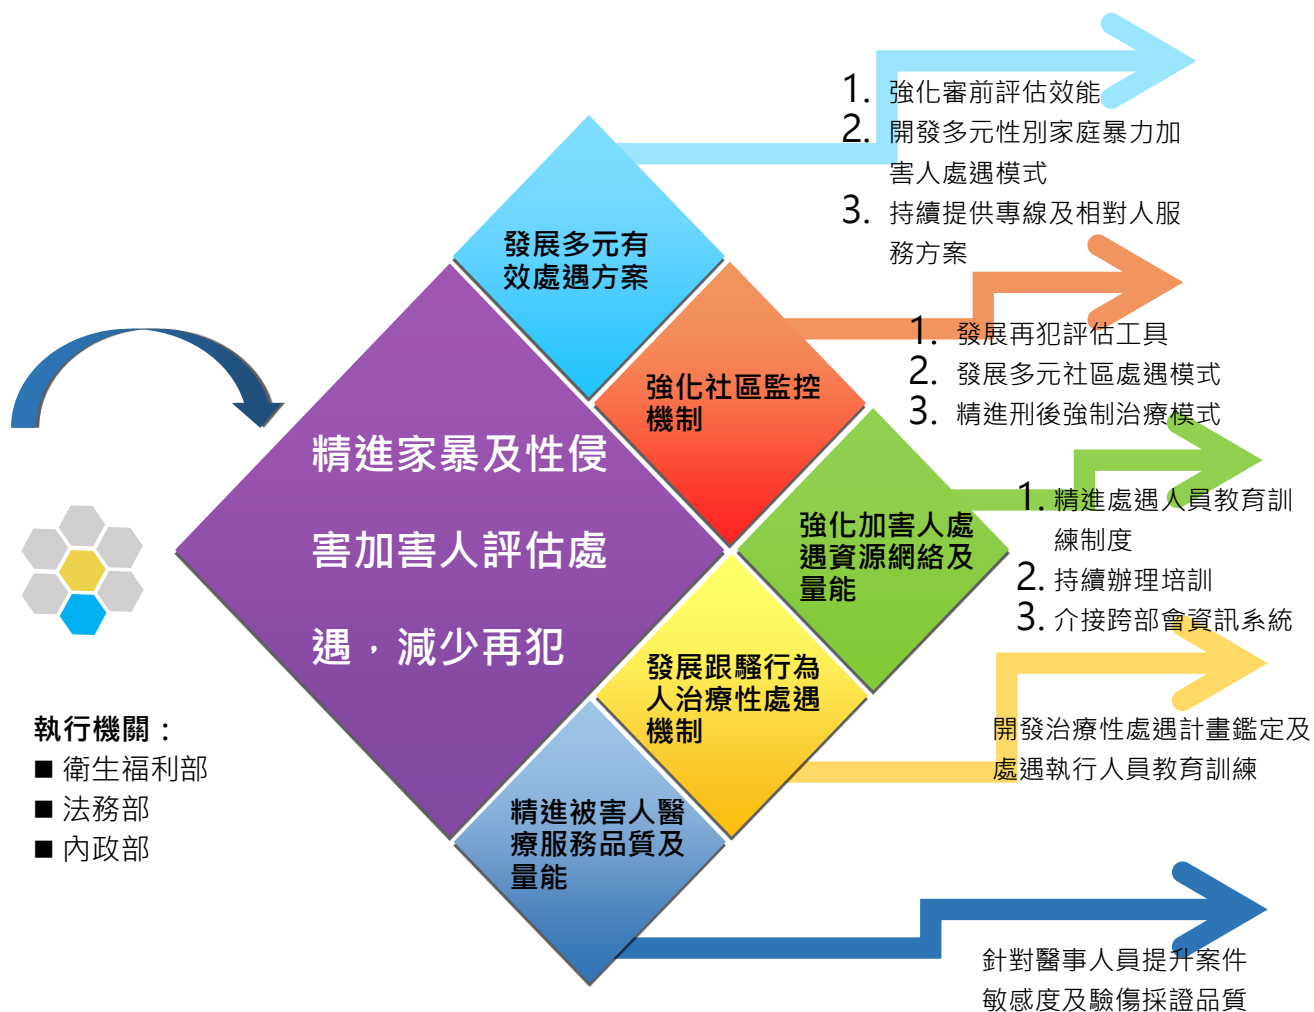 精進家暴及性侵
害加害人評估處
遇，減少再犯
執行機關：
■ 衛生福利部
■ 法務部
■ 內政部
發展多元有
效處遇方案
1. 強化審前評估效能
2. 開發多元性別家庭暴力加
害人處遇模式
3. 持續提供專線及相對人服
務方案
強化社區監控
機制
1. 發展再犯評估工具
2. 發展多元社區處遇模式
3. 精進刑後強制治療模式
強化加害人處
遇資源網絡及
量能
1. 精進處遇人員教育訓
練制度
2. 持續辦理培訓
3. 介接跨部會資訊系統
發展跟騷行為
人治療性處遇
機制
開發治療性處遇計畫鑑定及
處遇執行人員教育訓練
精進被害人醫
療服務品質及
量能
針對醫事人員提升案件
敏感度及驗傷採證品質